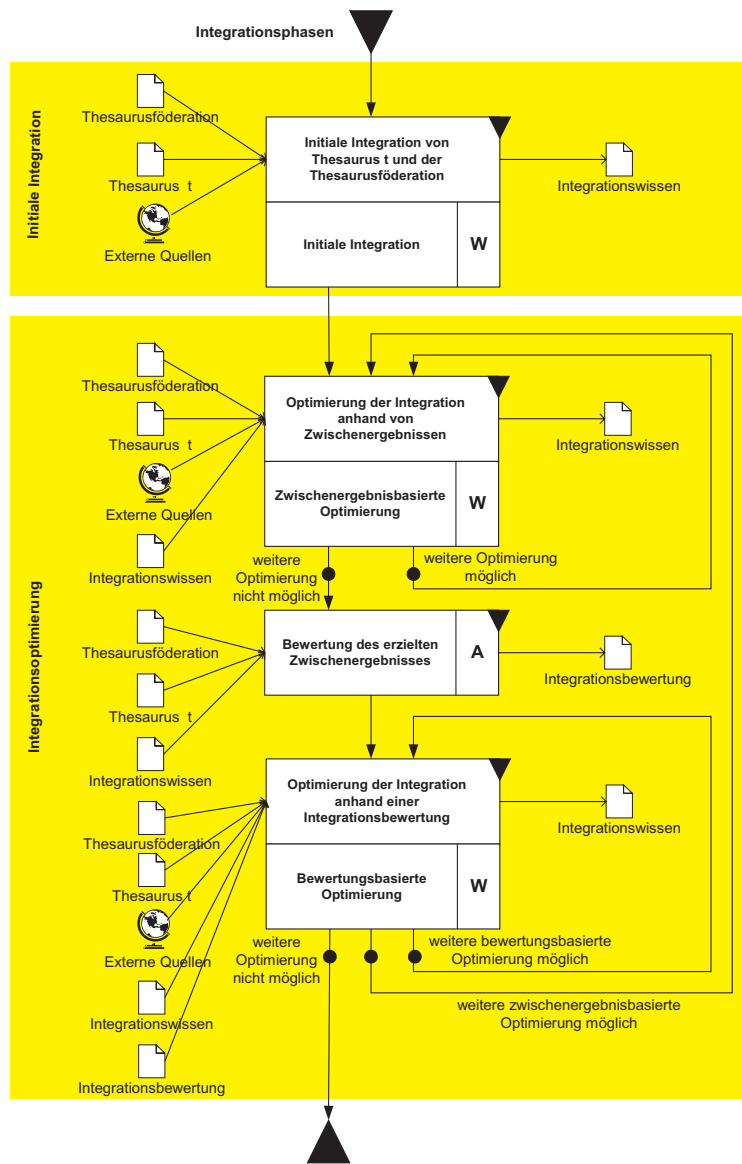 Integrationsphasen
Initiale Integration
Thesaurusföderation
Thesaurus t
Externe Quellen
Initiale Integration von
Thesaurus t und der
Thesaurusföderation
Initiale Integration
W
Integrationswissen
Integrationsoptimierung
Thesaurusföderation
Thesaurus t
Externe Quellen
Integrationswissen
Optimierung der Integration
anhand von
Zwischenergebnissen
Zwischenergebnisbasierte
Optimierung
W
Integrationswissen
weitere
Optimierung
nicht möglich
weitere Optimierung
möglich
Thesaurusföderation
Thesaurus t
Integrationswissen
Bewertung des erzielten
Zwischenergebnisses
A
Integrationsbewertung
Thesaurusföderation
Thesaurus t
Externe Quellen
Integrationswissen
Integrationsbewertung
Optimierung der Integration
anhand einer
Integrationsbewertung
Bewertungsbasierte
Optimierung
W
Integrationswissen
weitere
Optimierung
nicht möglich
weitere bewertungsbasierte
Optimierung möglich
weitere zwischenergebnisbasierte
Optimierung möglich